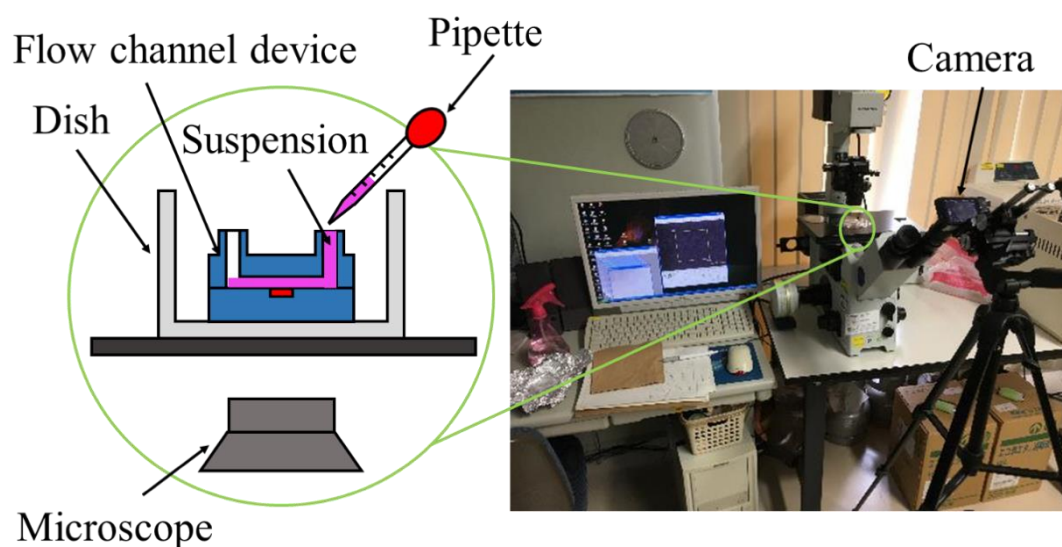 Pipette
Flow channel device
Camera
Dish
Suspension
Microscope